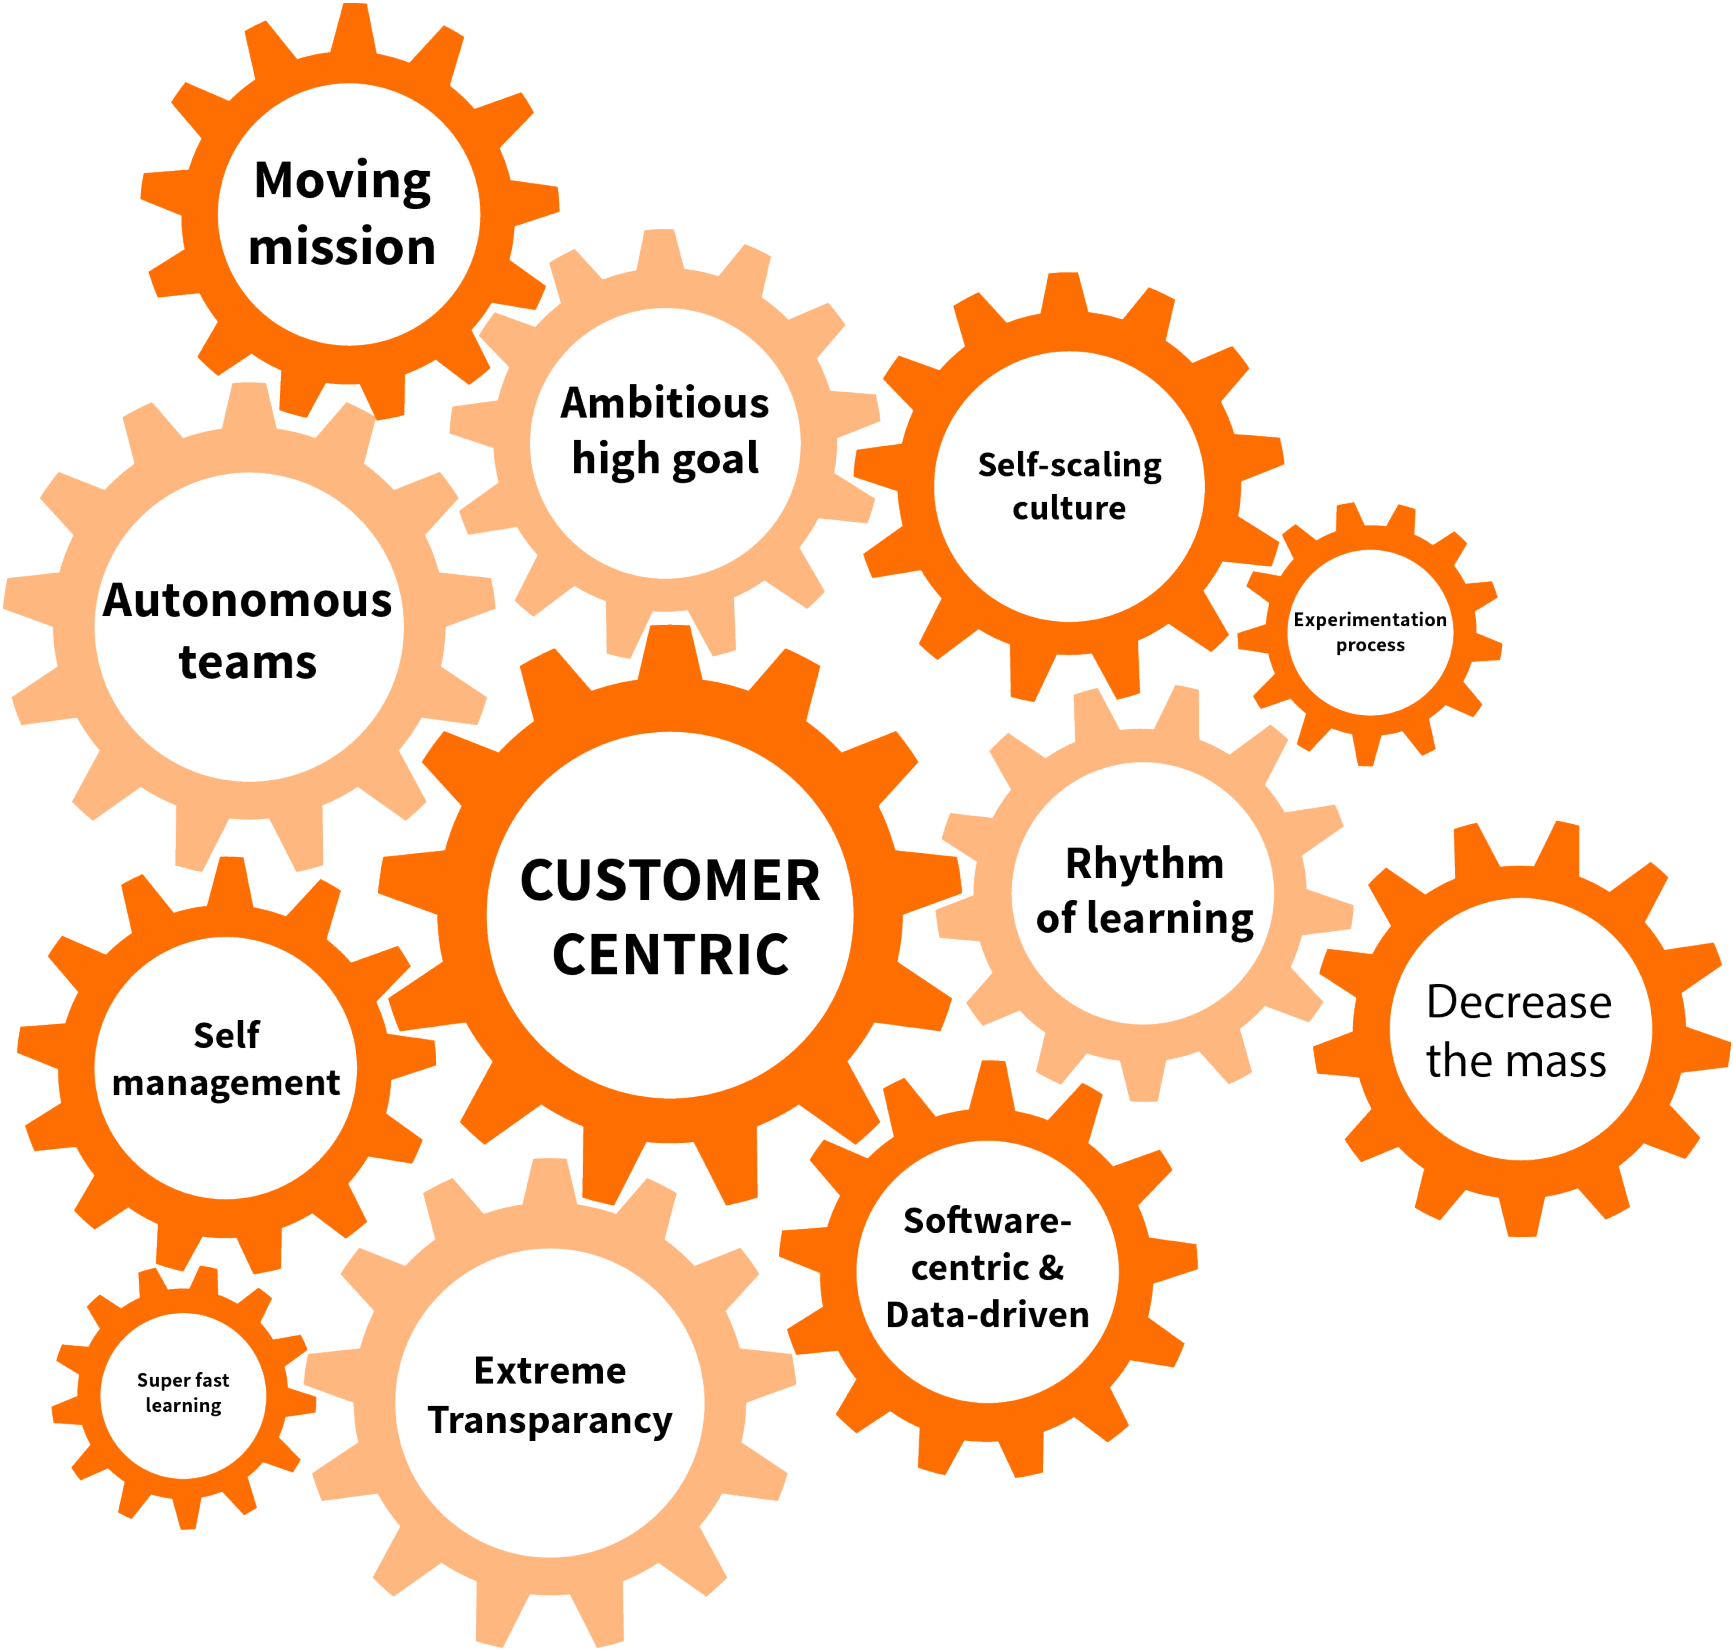 Moving
mission
Ambitious
high goal
Self-scaling
culture
Experimentation
process
Autonomous
teams
CUSTOMER
CENTRIC
Rhythm
of learning
Decrease
the mass
Self
management
Software-
centric &
Data-driven
Super fast
learning
Extreme
Transparancy